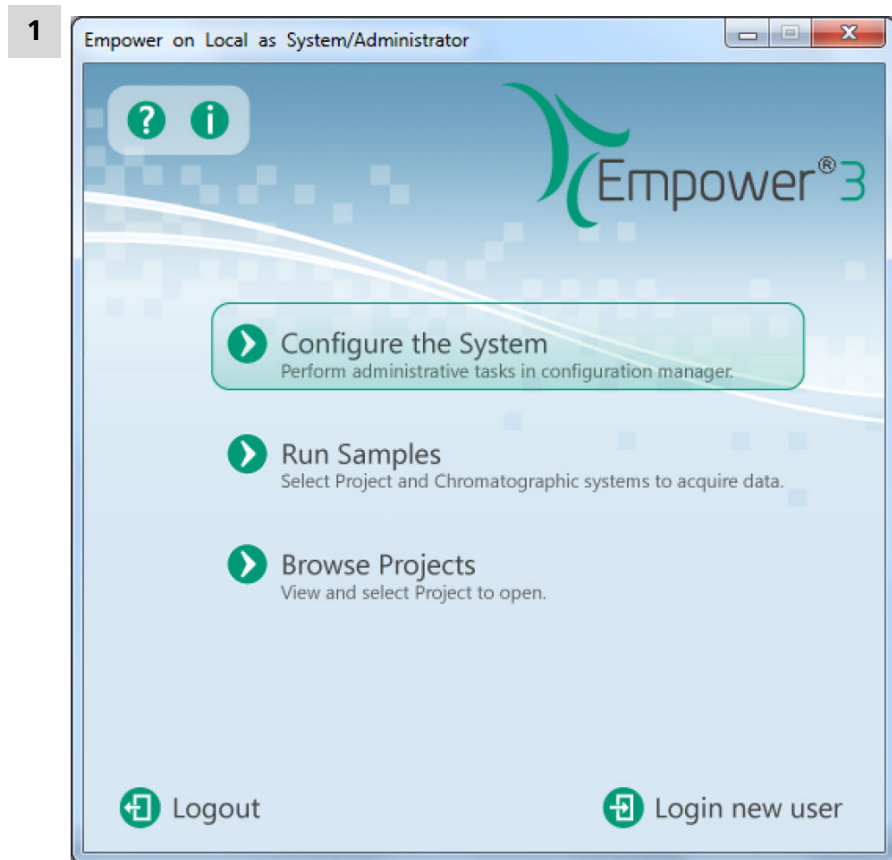 1
Empower on Local as System/Administrator
? i
Empower®3
Configure the System
Perform administrative tasks in configuration manager.
Run Samples
Select Project and Chromatographic systems to acquire data.
Browse Projects
View and select Project to open.
Logout
Login new user